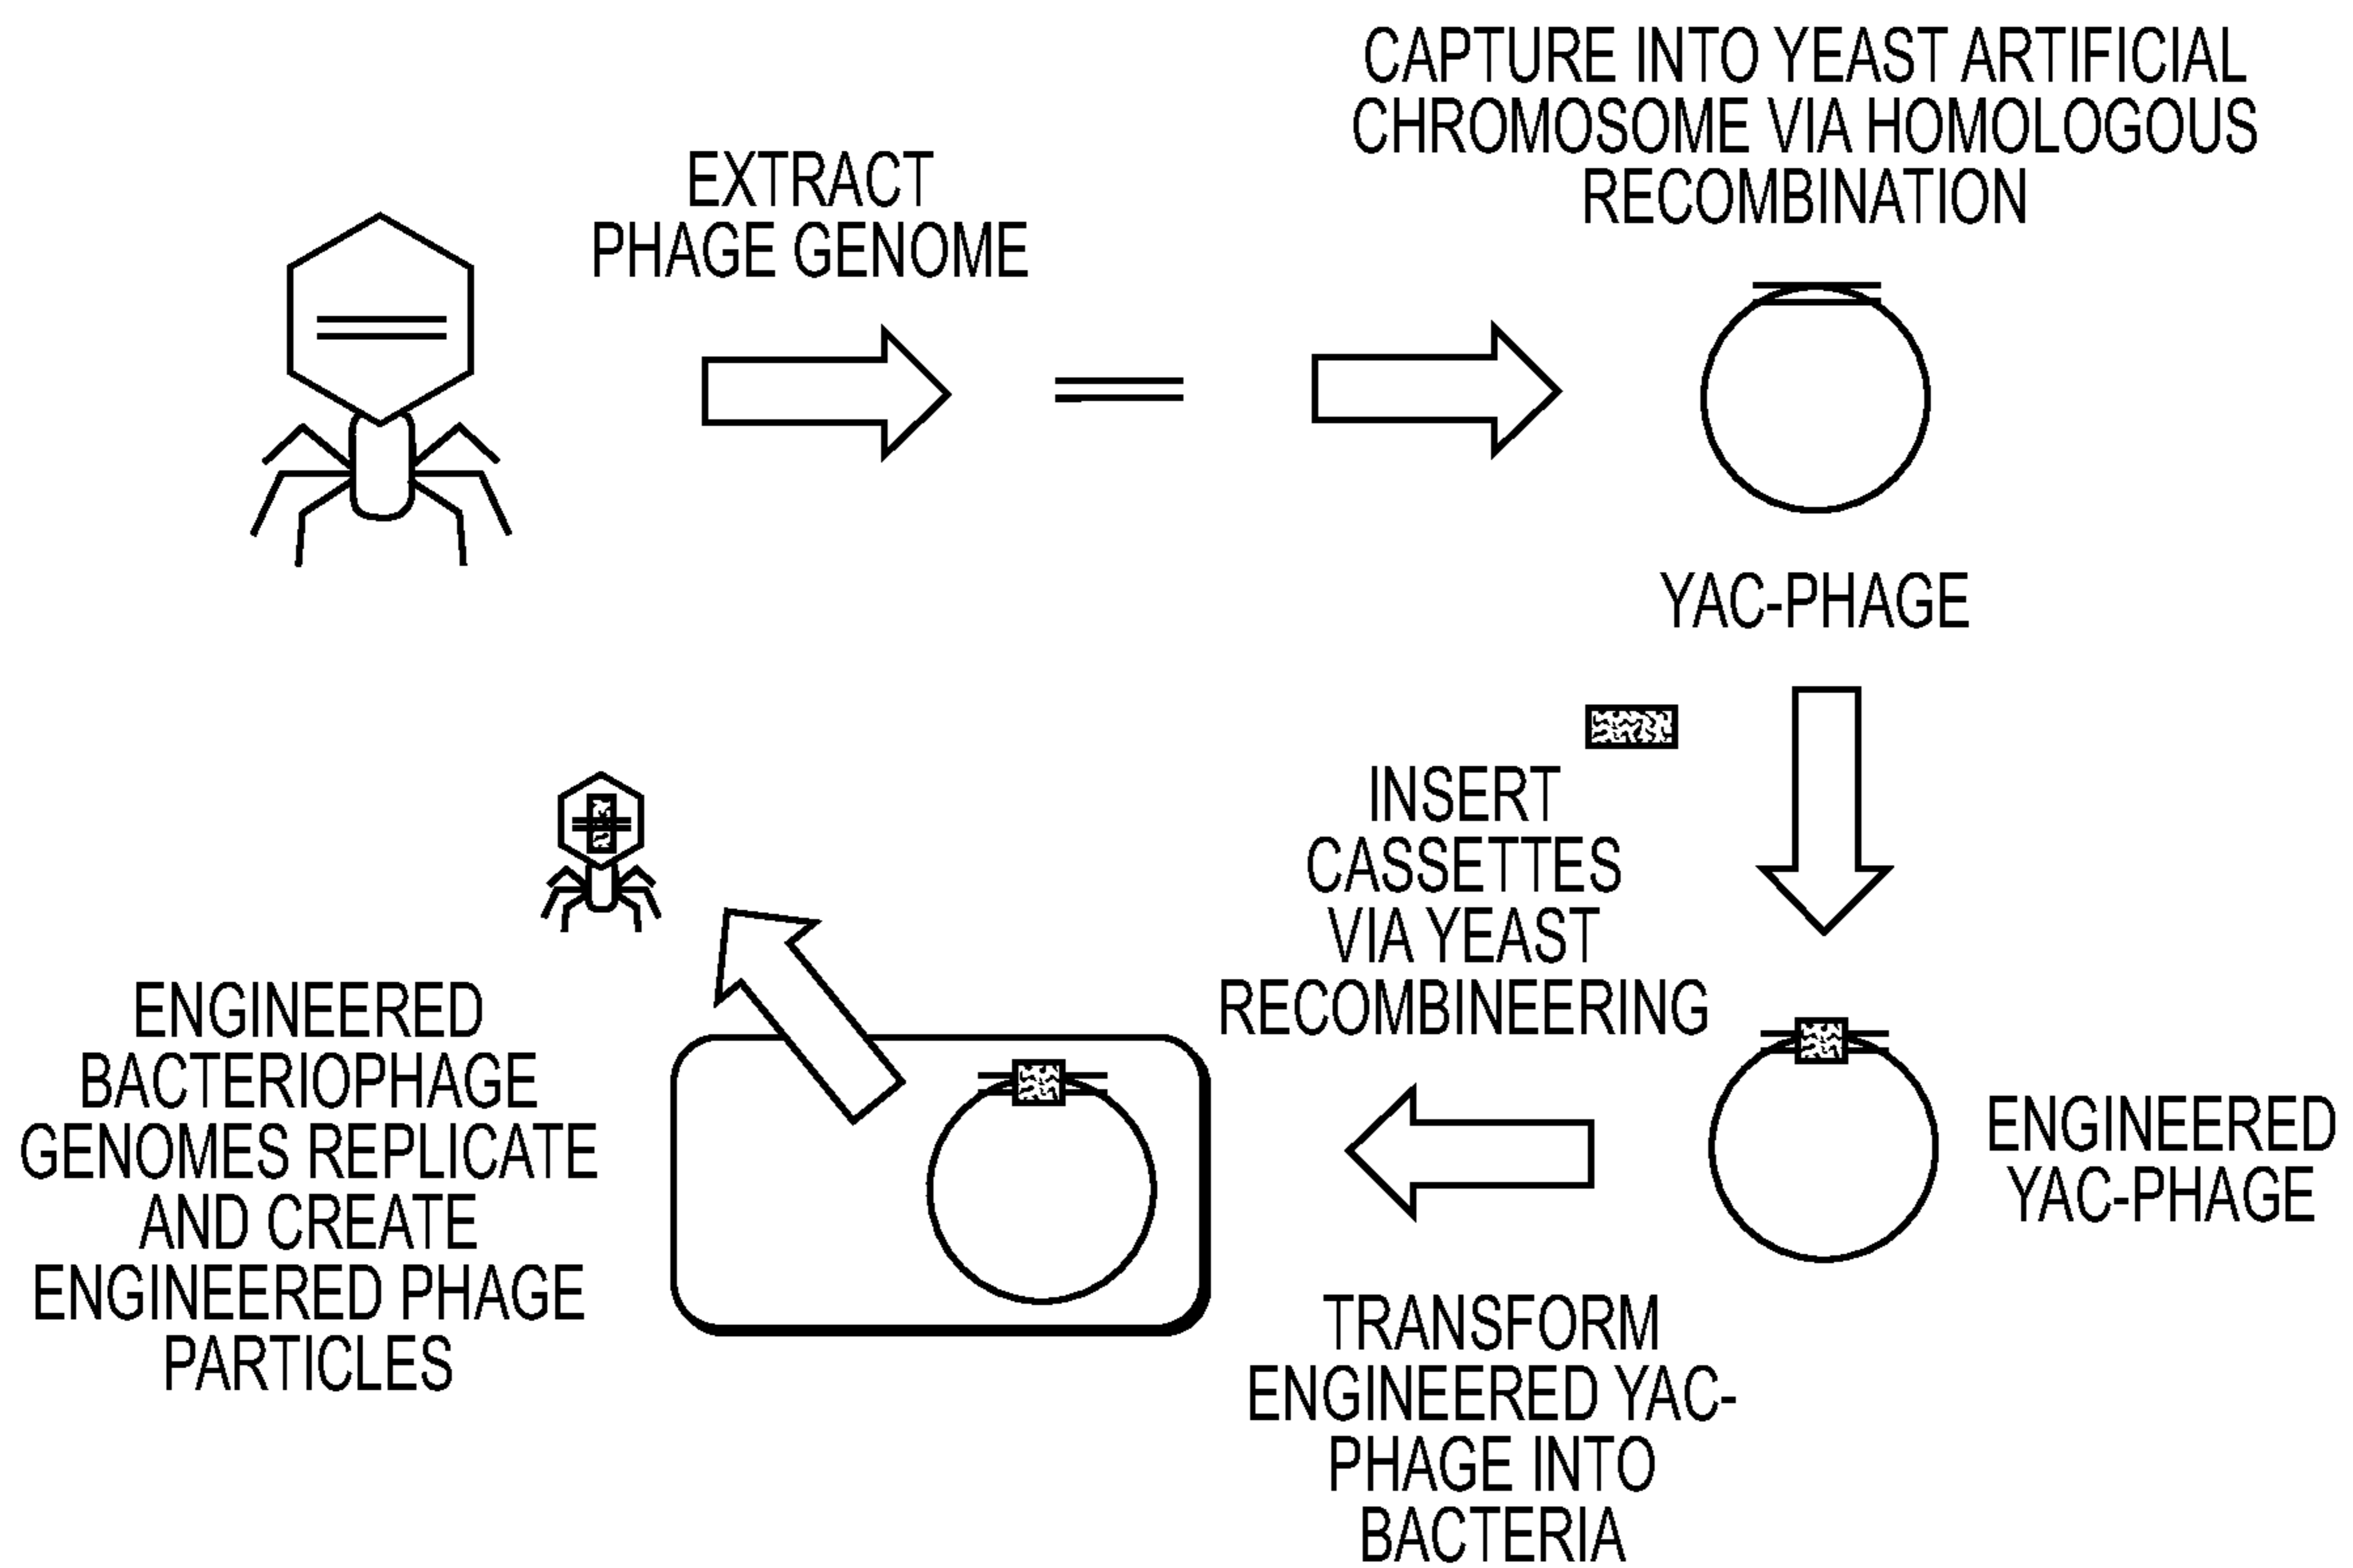 EXTRACT
PHAGE GENOME
CAPTURE INTO YEAST ARTIFICIAL
CHROMOSOME VIA HOMOLOGOUS
RECOMBINATION
YAC-PHAGE
INSERT
CASSETTES
VIA YEAST
RECOMBINEERING
ENGINEERED
YAC-PHAGE
TRANSFORM
ENGINEERED YAC-
PHAGE INTO
BACTERIA
ENGINEERED
BACTERIOPHAGE
GENOMES REPLICATE
AND CREATE
ENGINEERED PHAGE
PARTICLES